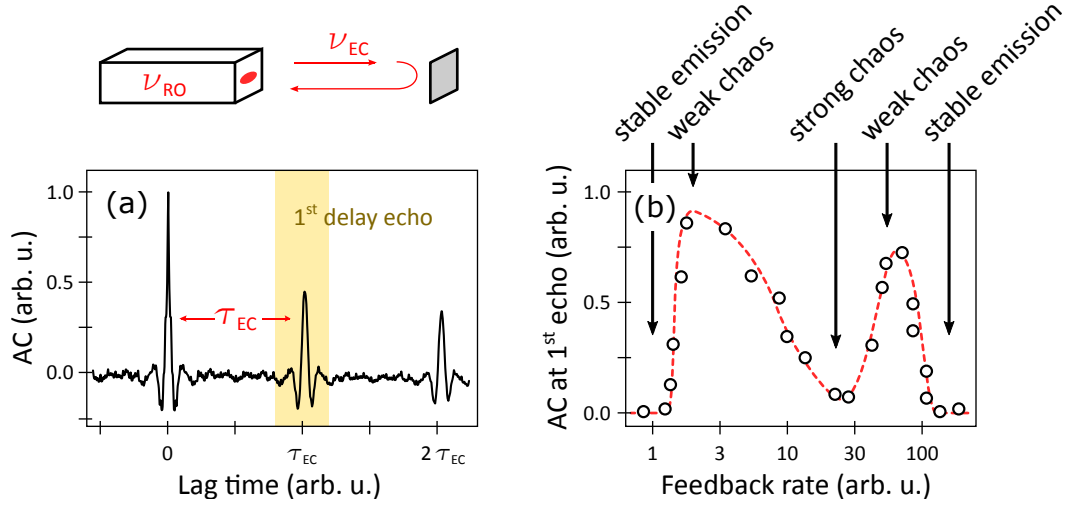 ν_EC
ν_RO
stable emission
weak chaos
strong chaos
weak chaos
stable emission
(a)
1st delay echo
τ_EC
AC (arb. u.)
1.0
0.5
0.0
0
τ_EC
2 τ_EC
Lag time (arb. u.)
(b)
AC at 1st echo (arb. u.)
1.0
0.5
0.0
1
3
10
30
100
Feedback rate (arb. u.)